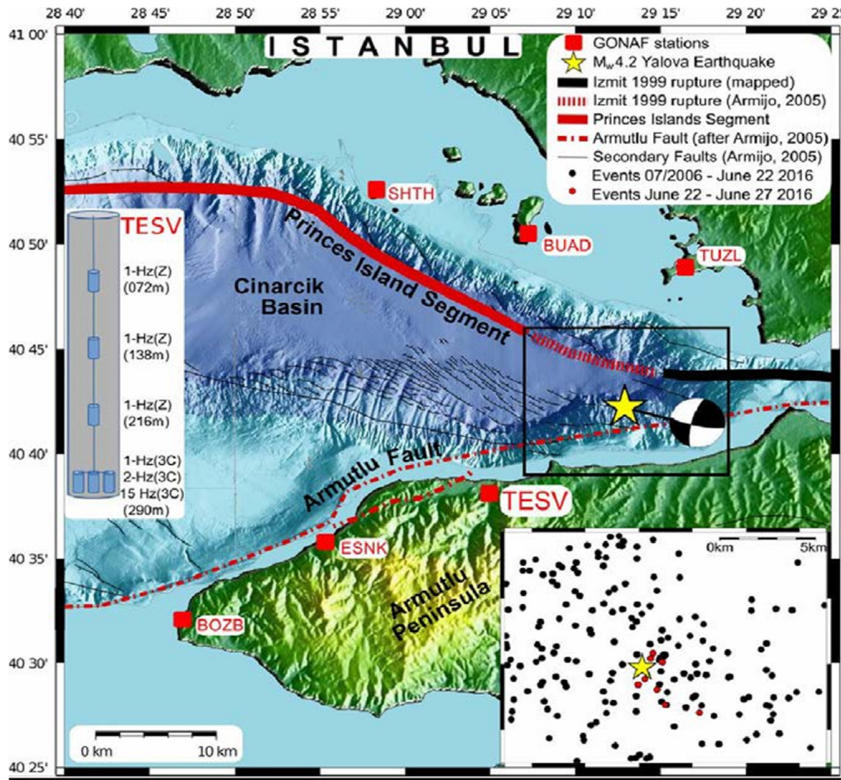 28 40' 28 45' 28 50' 28 55' 29 00' 29 05' 29 10' 29 15' 29 20' 29 25'
41 00'
40 55'
40 50'
40 45'
40 40'
40 35'
40 30'
40 25'
ISTANBUL
GONAF stations
Mw4.2 Yalova Earthquake
Izmit 1999 rupture (mapped)
Izmit 1999 rupture (Armijo, 2005)
Princes Islands Segment
Armutlu Fault (after Armijo, 2005)
Secondary Faults (Armijo, 2005)
Events 07/2006 - June 22 2016
Events June 22 - June 27 2016
SHTH
BUAD
TUZL
Princes Island Segment
Cinarcik
Basin
TESV
1-Hz(Z)
(072m)
1-Hz(Z)
(138m)
1-Hz(Z)
(216m)
1-Hz(3C)
2-Hz(3C)
15 Hz(3C)
(290m)
Armutlu Fault
TESV
ESNK
BOZB
Armutlu
Peninsula
0km 5km
0 km 10 km